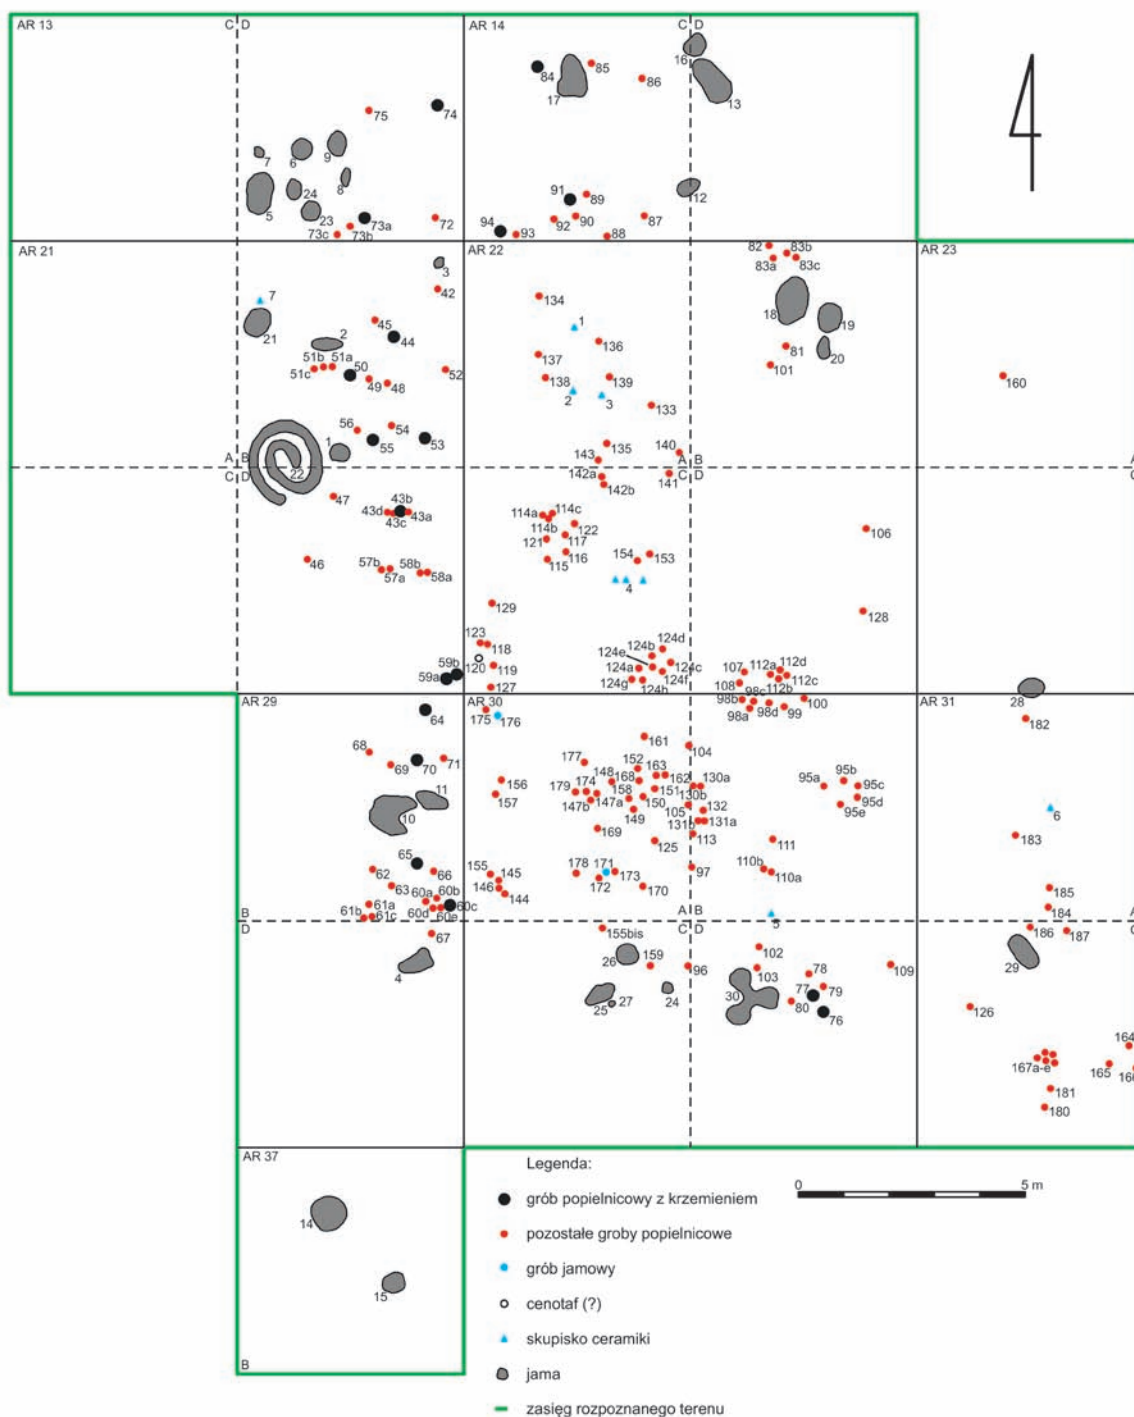 AR 13
C
D
AR 14
C
D
16
84
85
86
17
13
75
74
7
6
9
8
5
24
23
73a
73b
73c
72
91
89
12
94
93
92
90
87
88
AR 21
AR 22
AR 23
82
83b
83a
83c
3
42
7
134
18
19
45
1
21
2
44
136
20
51b
51a
137
81
51c
50
52
101
49
48
138
139
160
2
3
133
56
54
1
55
53
135
140
A
B
143
A
B
A
C
D
22
142a
141
C
D
C
47
43b
142b
43d
43a
43c
114a
114c
114b
122
106
121
117
46
57b
58b
116
154
153
57a
58a
115
4
129
128
123
118
124d
124b
124e
120
119
124a
124c
107
112a
112d
59b
124f
59a
127
124g
124h
108
112b
112c
98c
98b
100
28
AR 29
AR 30
98a
98d
99
AR 31
64
175
176
182
161
68
177
104
69
70
71
152
163
156
148
168
162
130a
95a
95b
95c
11
179
174
158
151
130b
157
147b
147a
150
95d
10
149
105
132
95e
6
131b
131a
169
113
183
125
111
65
62
66
155
145
178
171
97
110b
63
60a
60b
146
173
110a
144
172
170
185
61a
60c
61b
61c
60d
60e
184
B
A
B
5
A
D
67
C
D
C
155bis
186
187
4
26
159
96
102
29
103
78
109
25
27
24
30
77
79
80
76
126
164
167a-e
165
166
181
180
AR 37
Legenda:
0
5 m
grób popielnicowy z krzemieniem
14
pozostałe groby popielnicowe
grób jamowy
15
cenotaf (?)
skupisko ceramiki
B
jama
zasięg rozpoznanego terenu